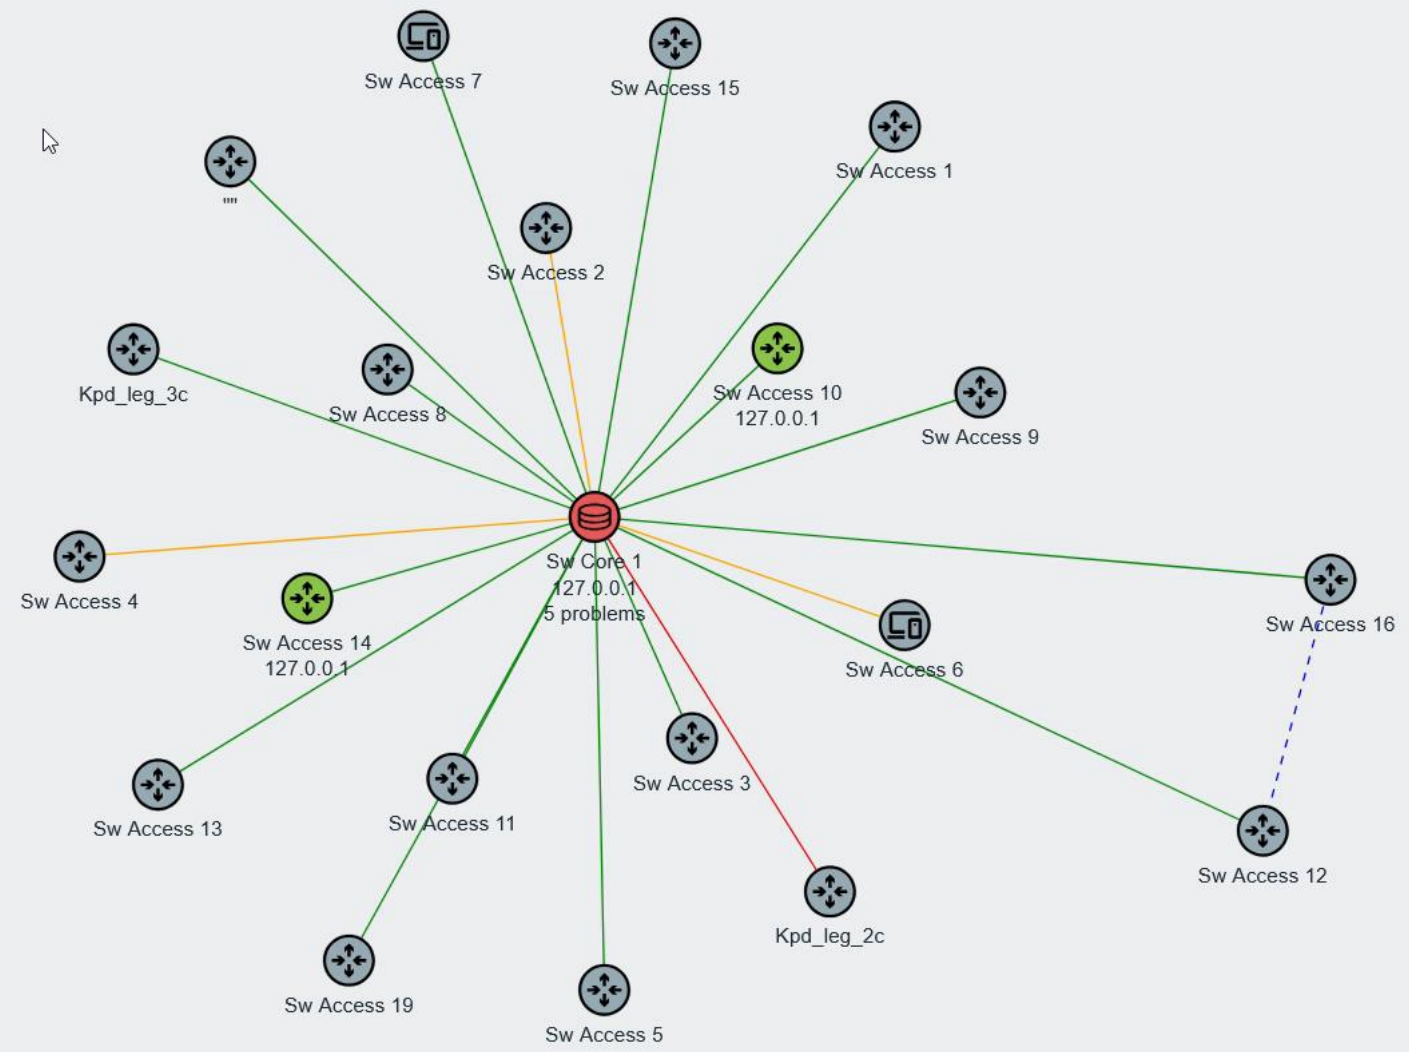 Sw Access 7
Sw Access 15
Sw Access 1
""
Sw Access 2
Kpd_leg_3c
Sw Access 8
Sw Access 10
127.0.0.1
Sw Access 9
Sw Core 1
127.0.0.1
5 problems
Sw Access 4
Sw Access 14
127.0.0.1
Sw Access 6
Sw Access 16
Sw Access 3
Sw Access 13
Sw Access 11
Sw Access 12
Kpd_leg_2c
Sw Access 19
Sw Access 5